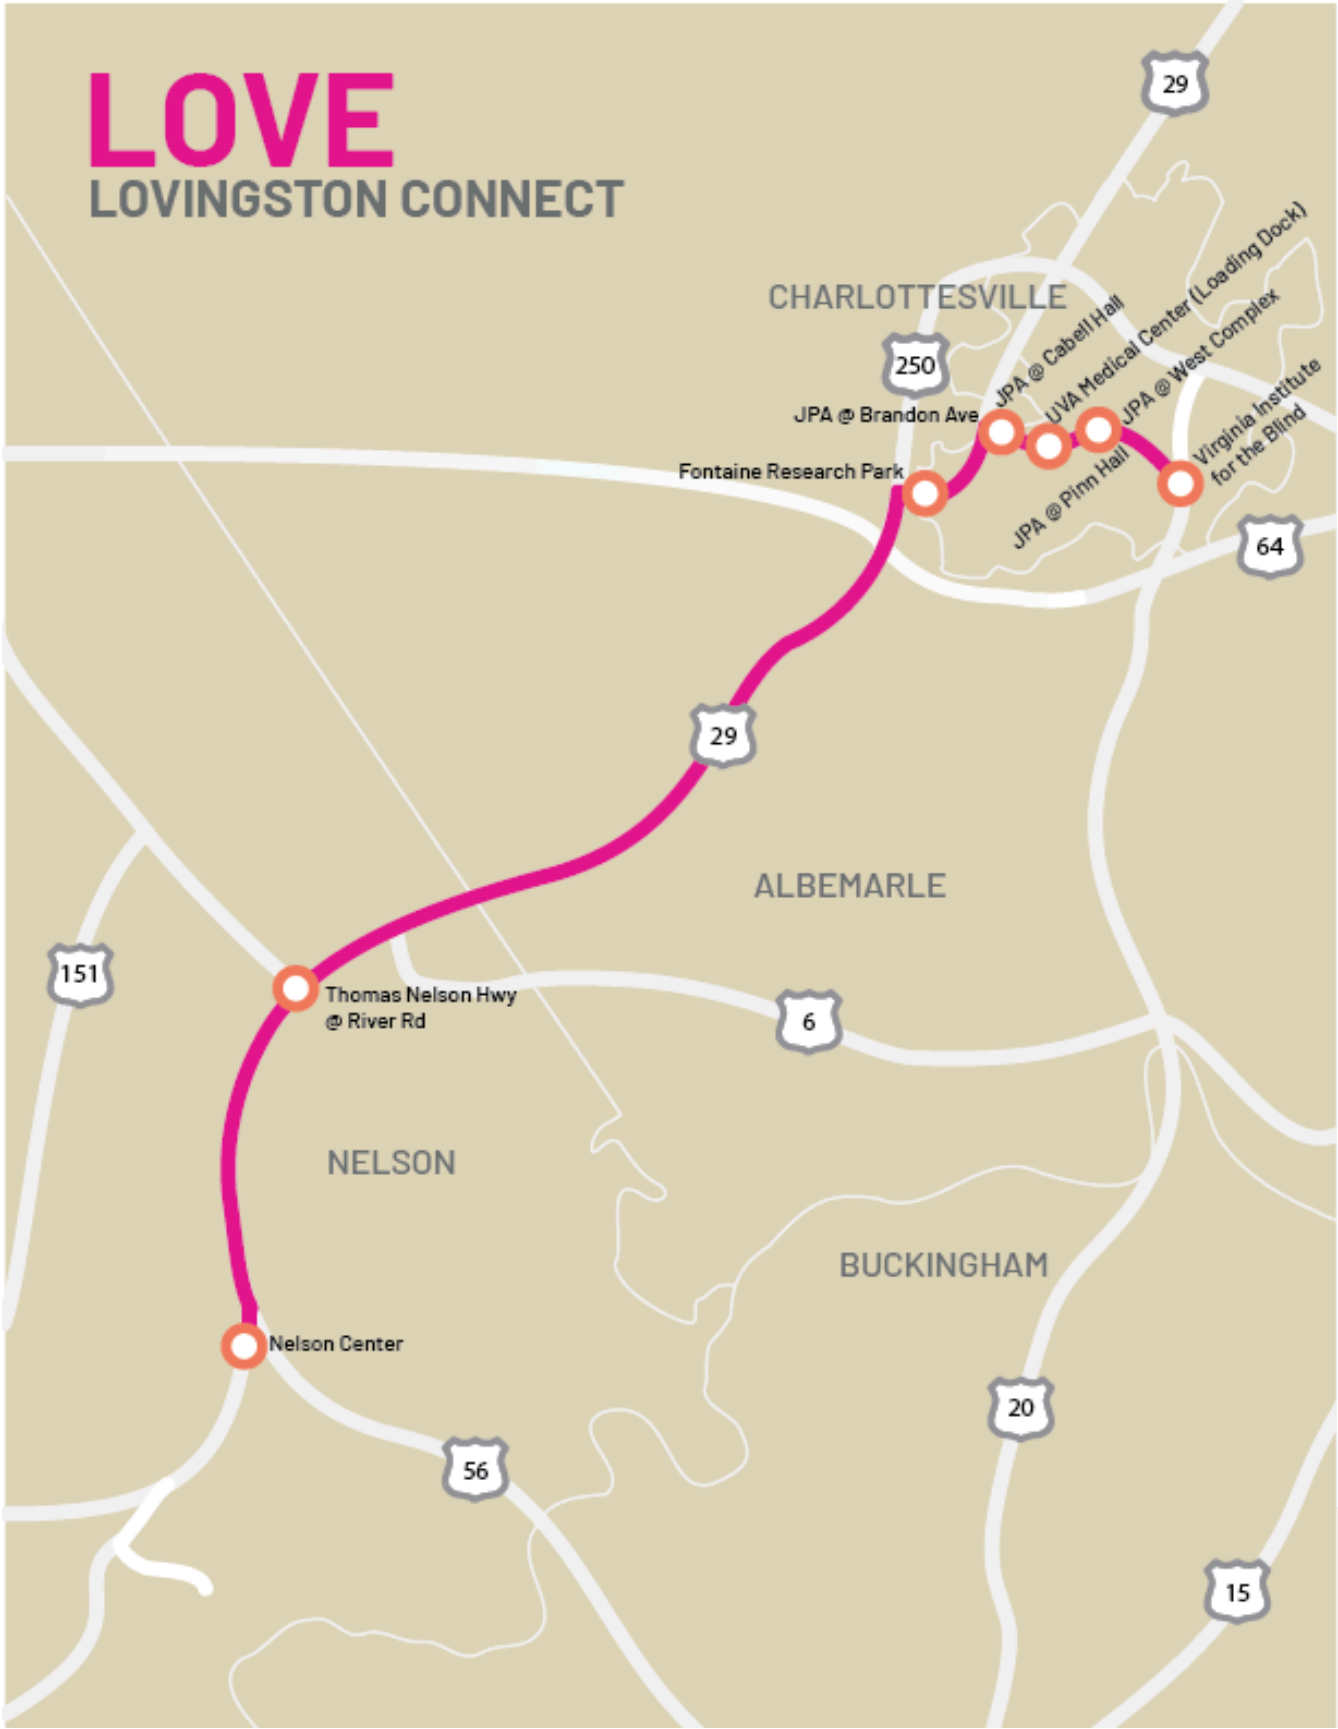 LOVE
LOVINGSTON CONNECT
29
CHARLOTTESVILLE
250
JPA @ Brandon Ave
JPA @ Cabell Hall
UVA Medical Center (Loading Dock)
JPA @ West Complex
Virginia Institute
for the Blind
Fontaine Research Park
JPA @ Pinn Hall
64
29
ALBEMARLE
151
Thomas Nelson Hwy
@ River Rd
6
NELSON
BUCKINGHAM
Nelson Center
20
56
15